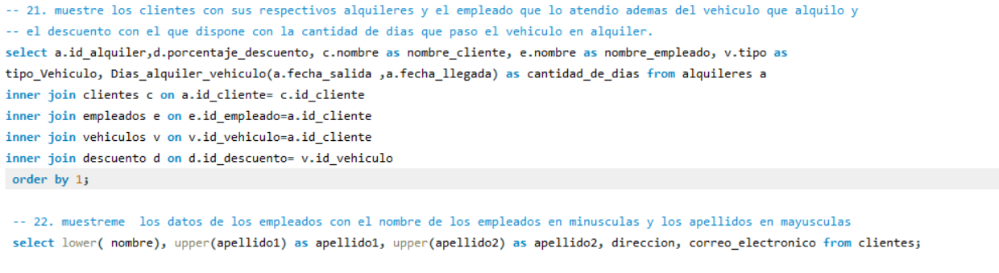 -- 21. muestre los clientes con sus respectivos alquileres y el empleado que lo atendio ademas del vehiculo que alquilo y
-- el descuento con el que dispone con la cantidad de dias que paso el vehiculo en alquiler.
select a.id_alquiler,d.porcentaje_descuento, c.nombre as nombre_cliente, e.nombre as nombre_empleado, v.tipo as
tipo_Vehiculo, Dias_alquiler_vehiculo(a.fecha_salida ,a.fecha_llegada) as cantidad_de_dias from alquileres a
inner join clientes c on a.id_cliente= c.id_cliente
inner join empleados e on e.id_empleado=a.id_cliente
inner join vehiculos v on v.id_vehiculo=a.id_cliente
inner join descuento d on d.id_descuento= v.id_vehiculo
order by 1;
-- 22. muestreme  los datos de los empleados con el nombre de los empleados en minusculas y los apellidos en mayusculas
select lower( nombre), upper(apellido1) as apellido1, upper(apellido2) as apellido2, direccion, correo_electronico from clientes;